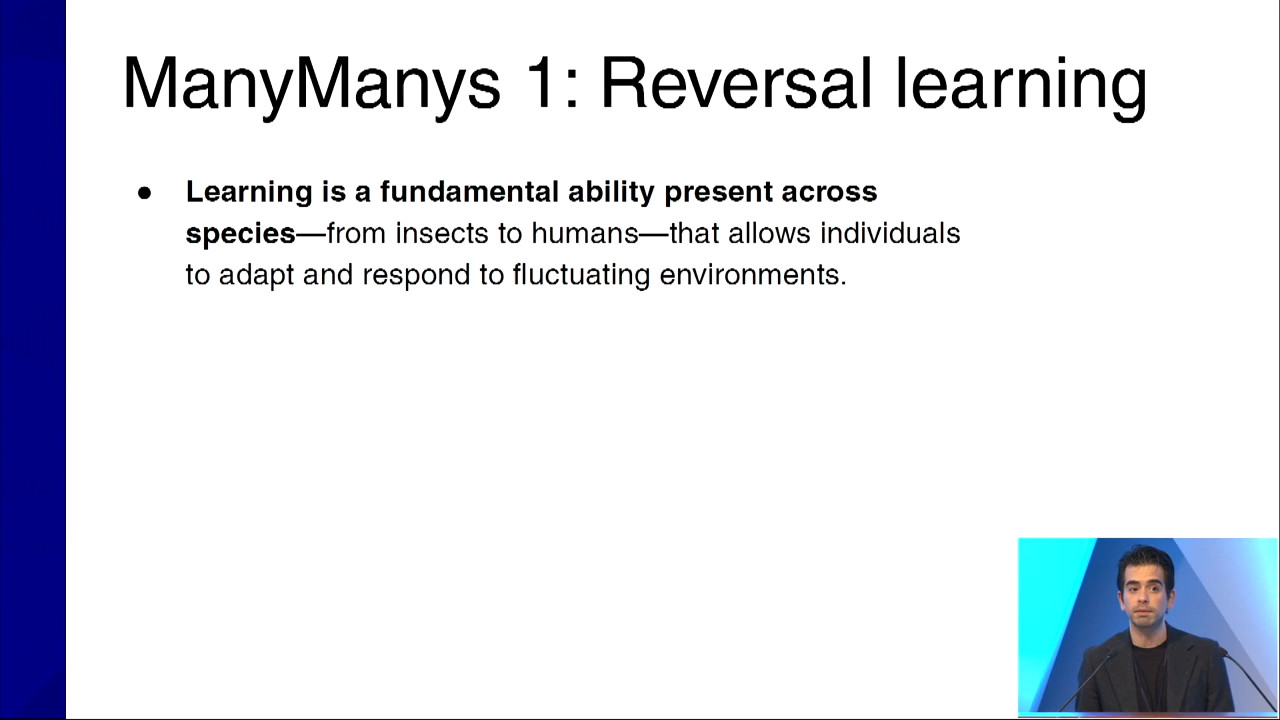 ManyManys 1: Reversal learning
● Learning is a fundamental ability present across
species—from insects to humans—that allows individuals
to adapt and respond to fluctuating environments.